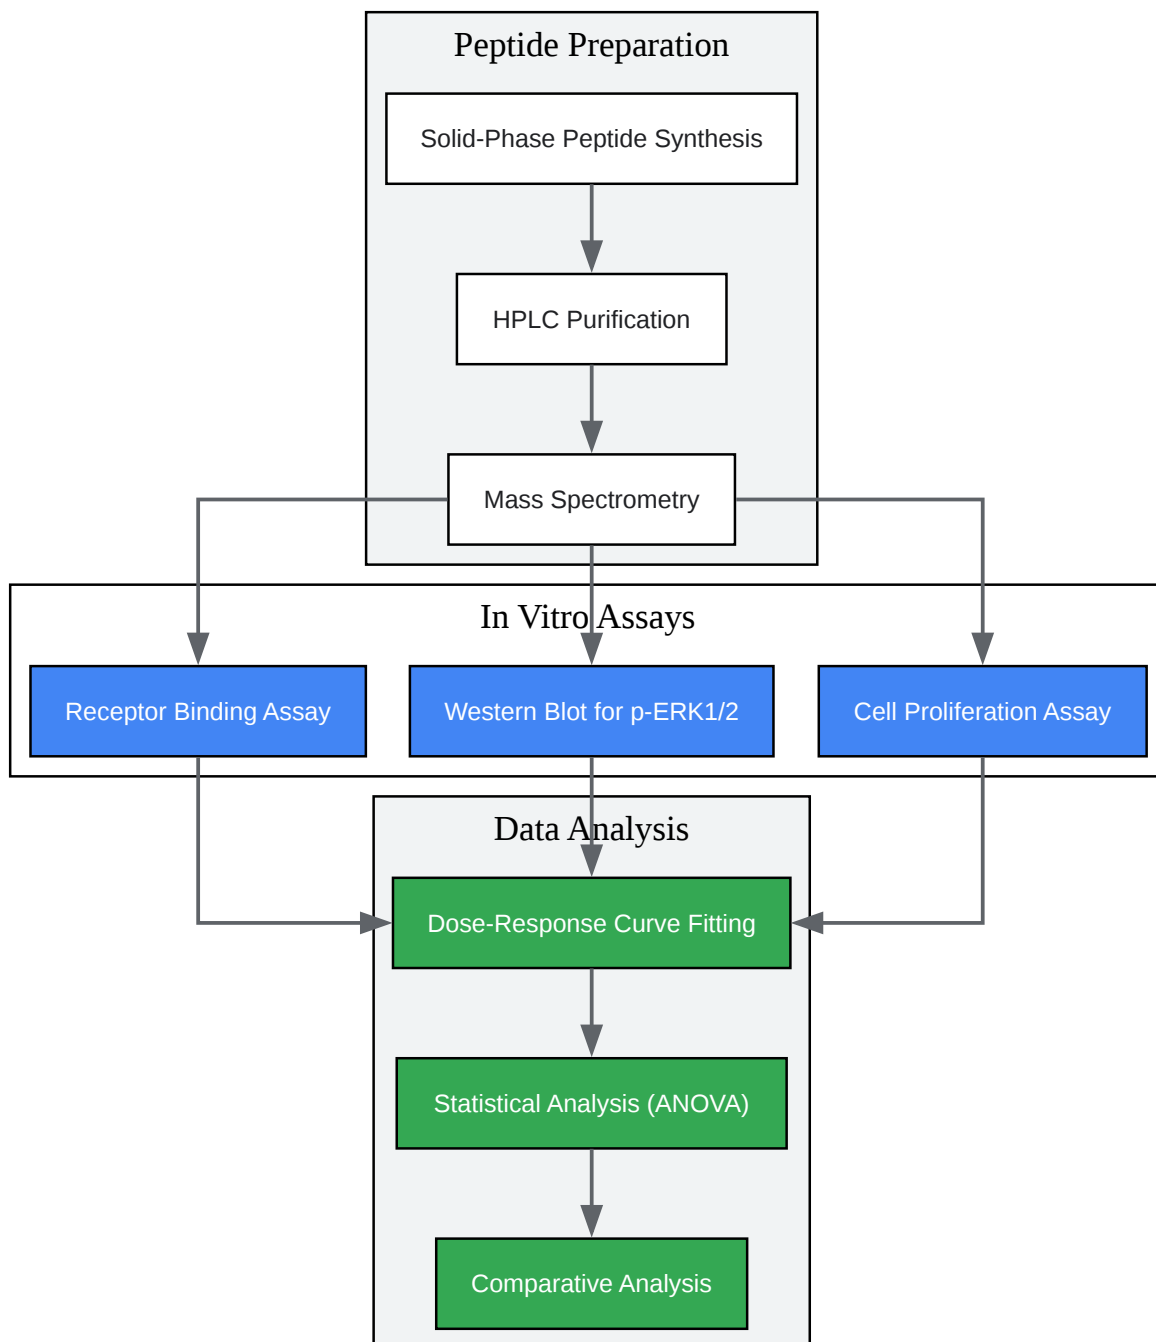 Peptide Preparation
Solid-Phase Peptide Synthesis
HPLC Purification
Mass Spectrometry
In Vitro Assays
Receptor Binding Assay
Western Blot for p-ERK1/2
Cell Proliferation Assay
Data Analysis
Dose-Response Curve Fitting
Statistical Analysis (ANOVA)
Comparative Analysis